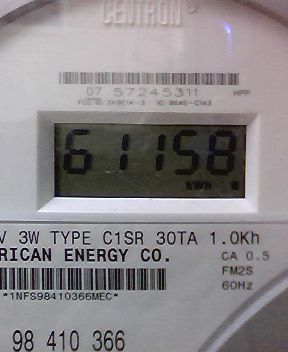 CENTRON®
07 57245311 HPP
61158
kWh
V 3W TYPE C1SR 30TA 1.0Kh
RICAN ENERGY CO. CA 0.5
FM2S
60Hz
*1NFS98410366MEC*
98 410 366